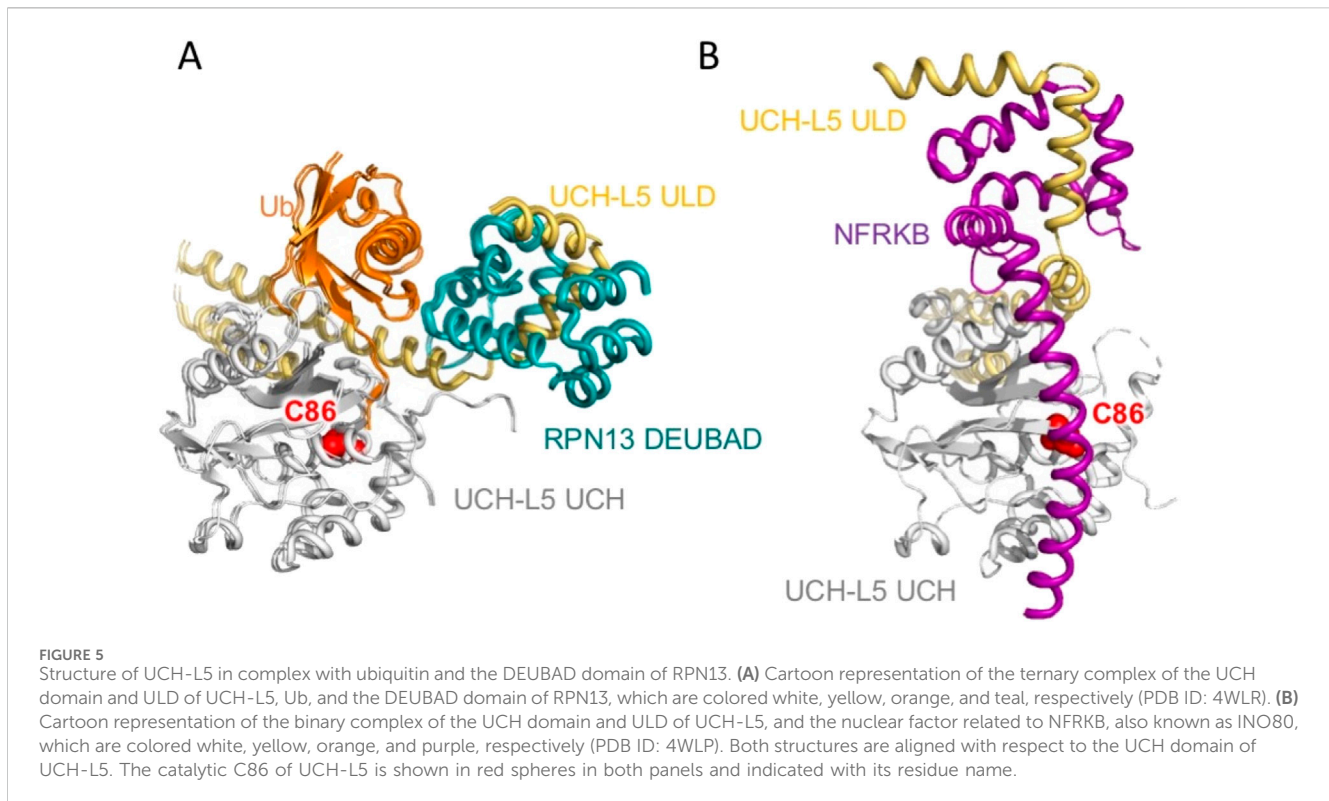 A
B
UCH-L5 ULD
Ub
UCH-L5 ULD
NFRKB
C86
C86
RPN13 DEUBAD
UCH-L5 UCH
UCH-L5 UCH
FIGURE 5
Structure of UCH-L5 in complex with ubiquitin and the DEUBAD domain of RPN13. (A) Cartoon representation of the ternary complex of the UCH
domain and ULD of UCH-L5, Ub, and the DEUBAD domain of RPN13, which are colored white, yellow, orange, and teal, respectively (PDB ID: 4WLR). (B)
Cartoon representation of the binary complex of the UCH domain and ULD of UCH-L5, and the nuclear factor related to NFRKB, also known as INO80,
which are colored white, yellow, orange, and purple, respectively (PDB ID: 4WLP). Both structures are aligned with respect to the UCH domain of
UCH-L5. The catalytic C86 of UCH-L5 is shown in red spheres in both panels and indicated with its residue name.